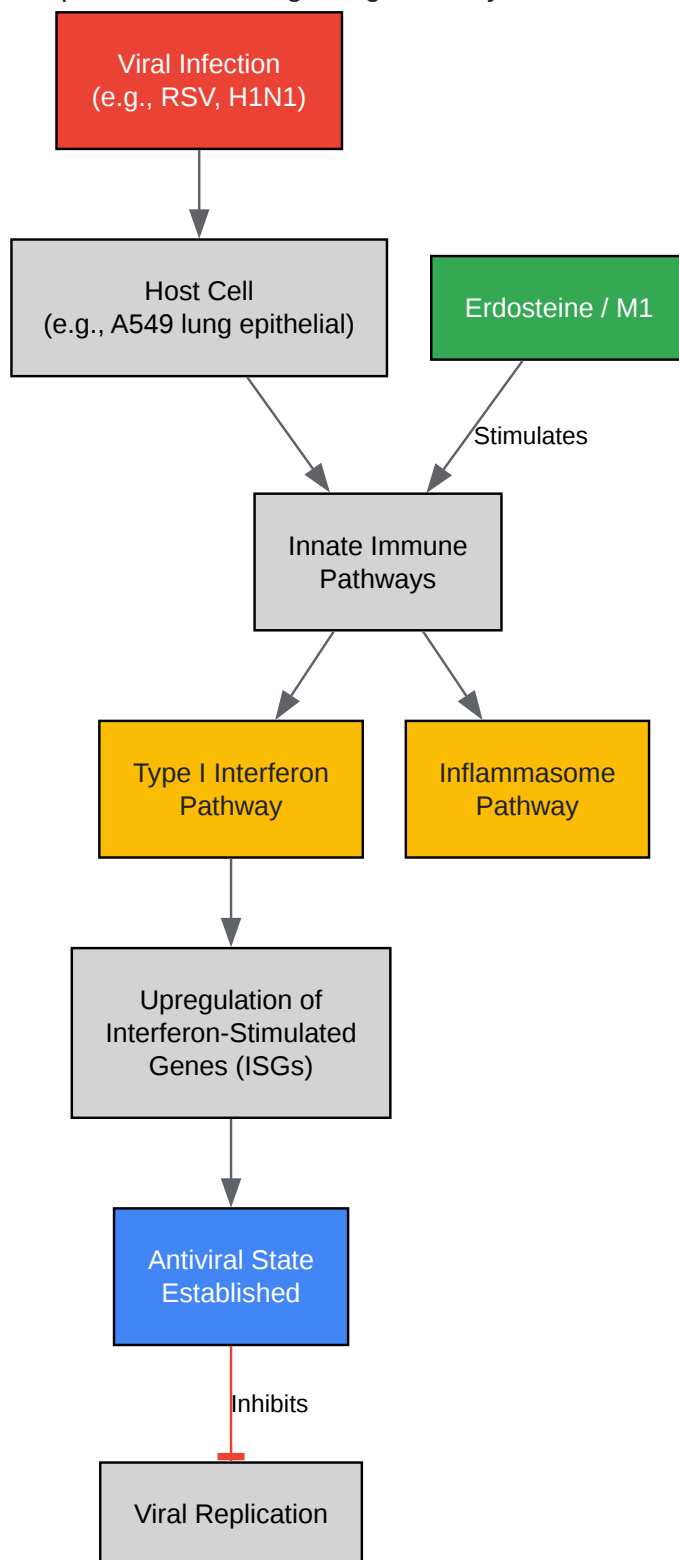 Viral Infection
(e.g., RSV, H1N1)
Host Cell
(e.g., A549 lung epithelial)
Erdosteine / M1
Stimulates
Innate Immune
Pathways
Type I Interferon
Pathway
Inflammasome
Pathway
Upregulation of
Interferon-Stimulated
Genes (ISGs)
Antiviral State
Established
Inhibits
Viral Replication